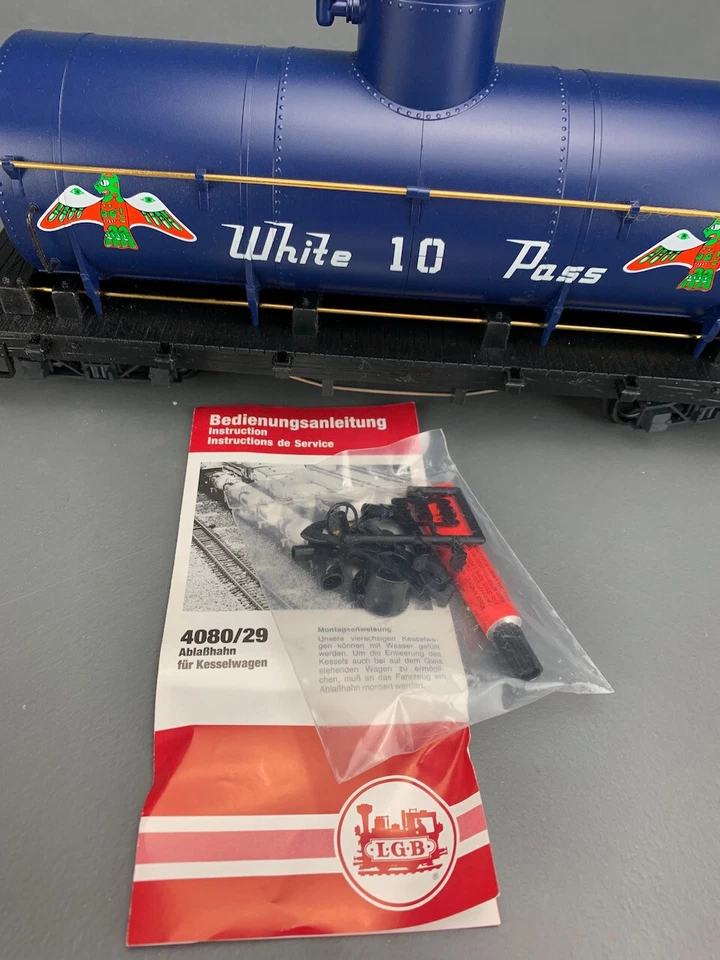 White 10 Pass
Bedienungsanleitung
Instruction
Instructions de Service
4080/29
Ablaßhahn
für Kesselwagen
Montageanweisung
Unsere vierachsigen Kesselwa-
gen können mit Wasser gefüllt
werden. Um die Entleerung des
Kessels auch bei auf dem Gleis
stehenden Wagen zu ermögli-
chen, muß an das Fahrzeug ein
Ablaßhahn montiert werden.
L·G·B
®